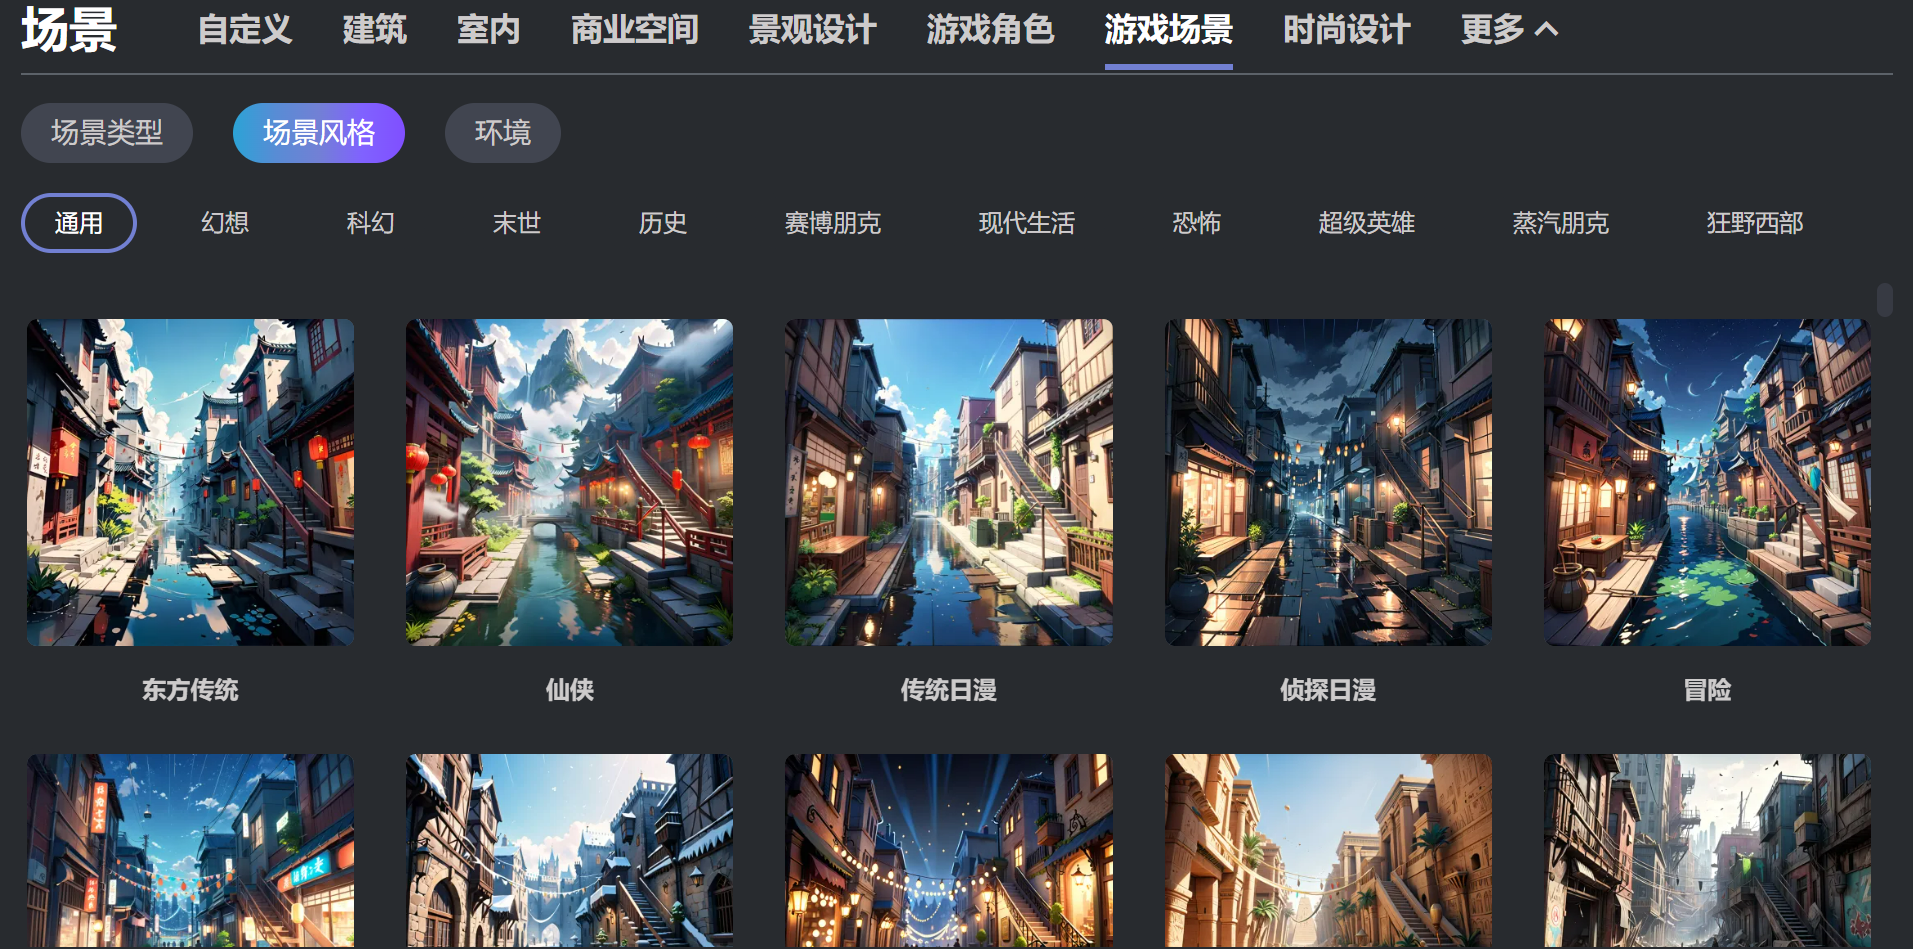 场景 自定义 建筑 室内 商业空间 景观设计 游戏角色 游戏场景 时尚设计 更多
场景类型 场景风格 环境
通用 幻想 科幻 末世 历史 赛博朋克 现代生活 恐怖 超级英雄 蒸汽朋克 狂野西部
东方传统 仙侠 传统日漫 侦探日漫 冒险